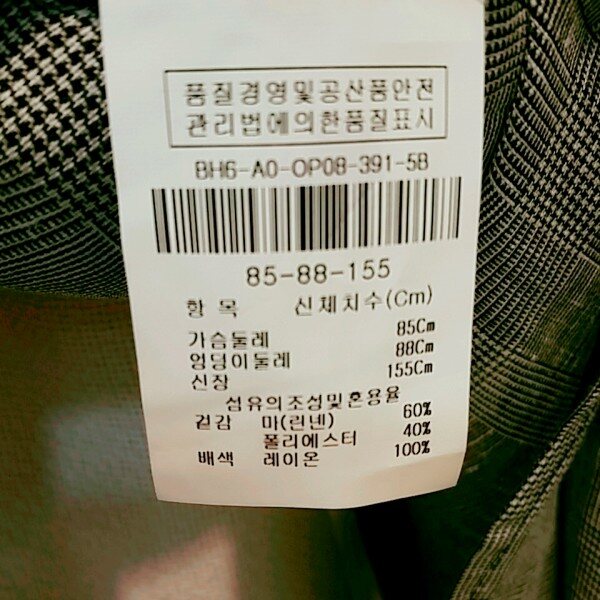 품질경영및공산품안전
관리법에의한품질표시
BH6-A0-OP08-391-5B
85-88-155
항 목 신체치수(Cm)
가슴둘레 85Cm
엉덩이둘레 88Cm
신장 155Cm
섬유의조성및혼용율
겉감 마(린넨) 60%
폴리에스터 40%
배색 레이온 100%